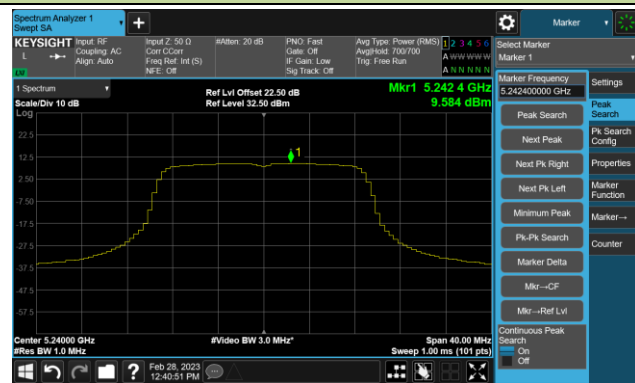 Spectrum Analyzer 1
Swept SA
Marker
KEYSIGHT
L
LW
Input: RF
Coupling: AC
Align: Auto
Input Z: 50 Ω
Corr CCorr
Freq Ref: Int (S)
NFE: Off
#Atten: 20 dB
PNO: Fast
Gate: Off
IF Gain: Low
Sig Track: Off
Avg Type: Power (RMS)
Avg|Hold: 700/700
Trig: Free Run
1 2 3 4 5 6
A W W W W W
A N N N N N
Select Marker
Marker 1
1 Spectrum
Scale/Div 10 dB
Log
Ref Lvl Offset 22.50 dB
Ref Level 32.50 dBm
Mkr1 5.242 4 GHz
9.584 dBm
22.5
12.5
2.50
-7.50
-17.5
-27.5
-37.5
-47.5
-57.5
1
Center 5.24000 GHz
#Res BW 1.0 MHz
#Video BW 3.0 MHz*
Span 40.00 MHz
Sweep 1.00 ms (101 pts)
Marker Frequency
5.242400000 GHz
Peak Search
Next Peak
Next Pk Right
Next Pk Left
Minimum Peak
Pk-Pk Search
Marker Delta
Mkr→CF
Mkr→Ref Lvl
Continuous Peak
Search
On
Off
Settings
Peak
Search
Pk Search
Config
Properties
Marker
Function
Marker→
Counter
Feb 28, 2023
12:40:51 PM